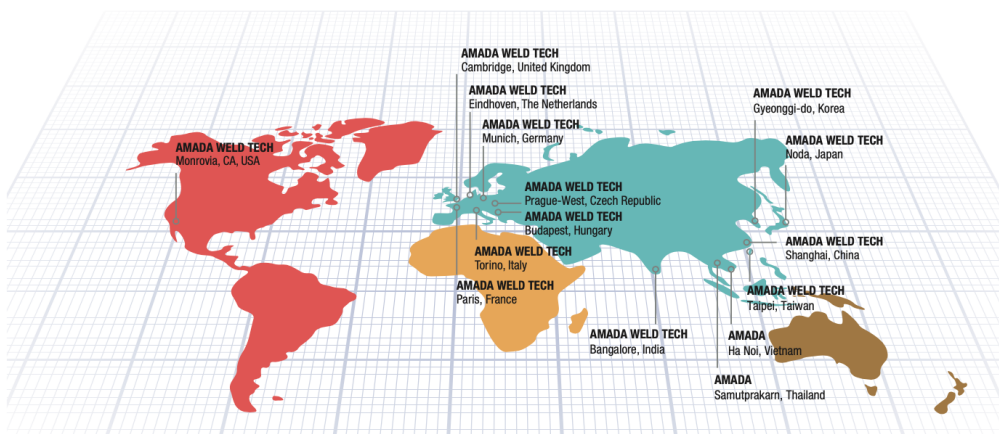 AMADA WELD TECH
Cambridge, United Kingdom
AMADA WELD TECH
Eindhoven, The Netherlands
AMADA WELD TECH
Munich, Germany
AMADA WELD TECH
Gyeonggi-do, Korea
AMADA WELD TECH
Noda, Japan
AMADA WELD TECH
Monrovia, CA, USA
AMADA WELD TECH
Prague-West, Czech Republic
AMADA WELD TECH
Budapest, Hungary
AMADA WELD TECH
Torino, Italy
AMADA WELD TECH
Paris, France
AMADA WELD TECH
Shanghai, China
AMADA WELD TECH
Taipei, Taiwan
AMADA WELD TECH
Bangalore, India
AMADA
Ha Noi, Vietnam
AMADA
Samutprakarn, Thailand